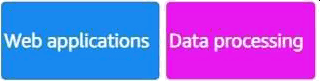 Web applications
Data processing